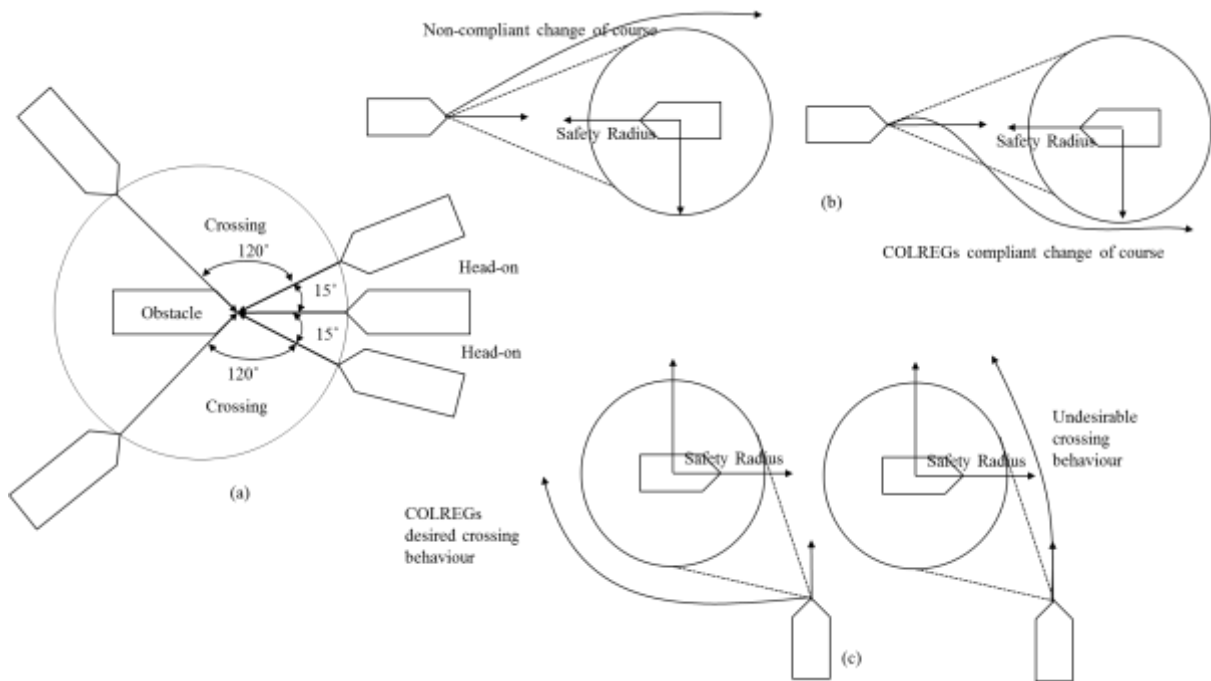 Crossing
120˚
Head-on
15˚
Obstacle
15˚
Head-on
120˚
Crossing
(a)
Non-compliant change of course
Safety Radius
Safety Radius
(b)
COLREGs compliant change of course
Safety Radius
COLREGs
desired crossing
behaviour
Safety Radius
Undesirable
crossing
behaviour
(c)